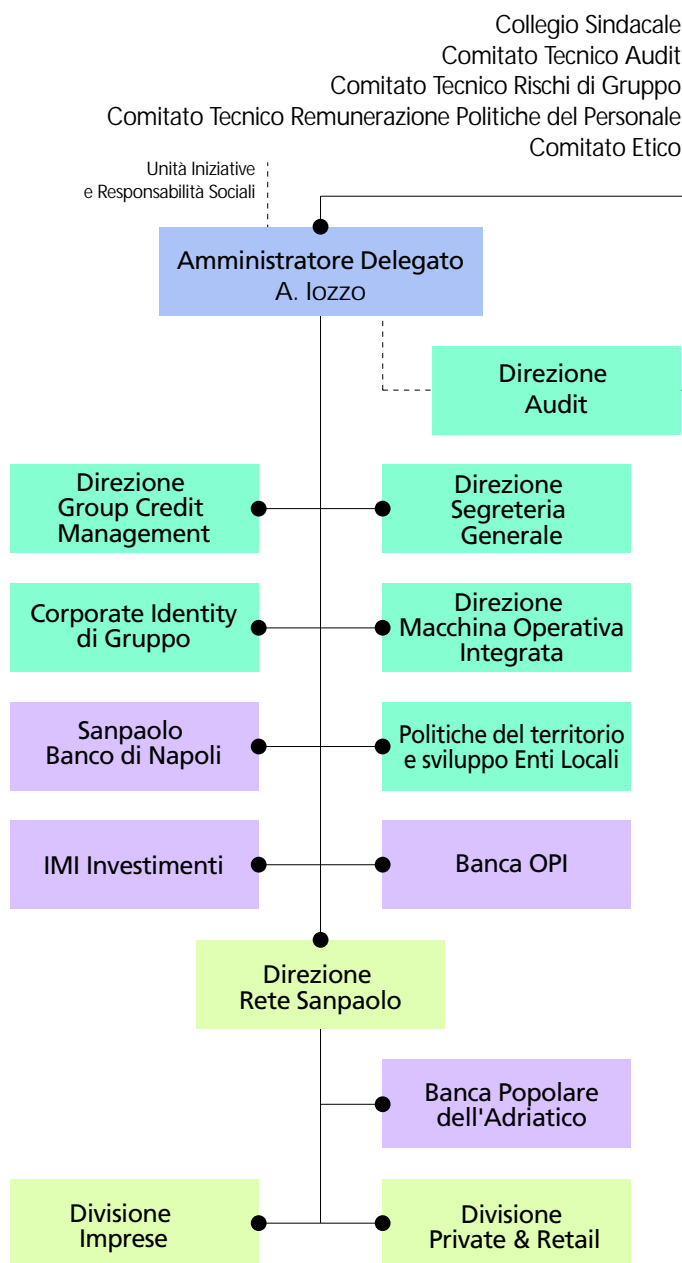 Collegio Sindacale
Comitato Tecnico Audit
Comitato Tecnico Rischi di Gruppo
Comitato Tecnico Remunerazione Politiche del Personale
Comitato Etico
Unità Iniziative
e Responsabilità Sociali
Amministratore Delegato
A. Iozzo
Direzione
Audit
Direzione
Group Credit
Management
Direzione
Segreteria
Generale
Corporate Identity
di Gruppo
Direzione
Macchina Operativa
Integrata
Sanpaolo
Banco di Napoli
Politiche del territorio
e sviluppo Enti Locali
IMI Investimenti
Banca OPI
Direzione
Rete Sanpaolo
Banca Popolare
dell'Adriatico
Divisione
Imprese
Divisione
Private & Retail